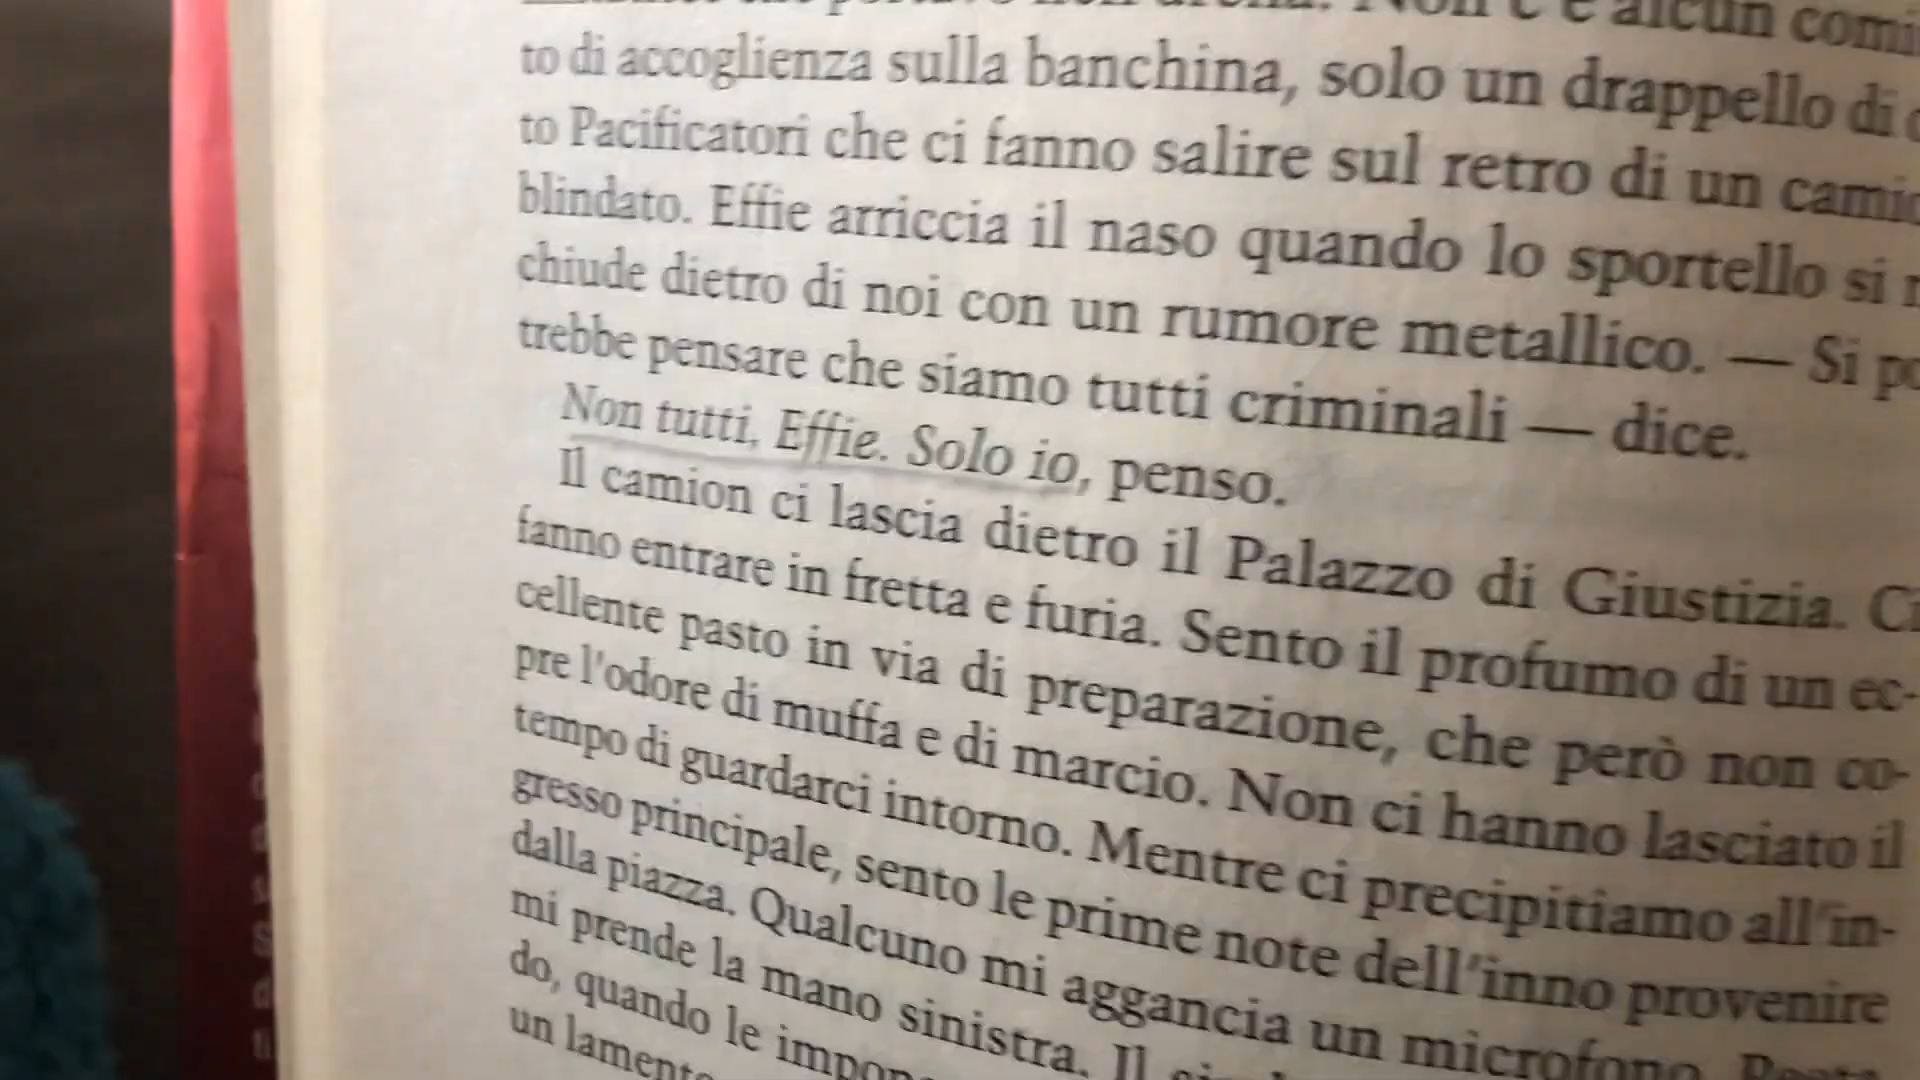 Non c'è alcun
to di accoglienza sulla banchina, solo un drappello di
to Pacificatori che ci fanno salire sul retro di un
blindato. Effie arriccia il naso quando lo sportello si
chiude dietro di noi con un rumore metallico. — Si po
trebbe pensare che siamo tutti criminali — dice.
Non tutti, Effie. Solo io, penso.
Il camion ci lascia dietro il Palazzo di Giustizia. Ci
fanno entrare in fretta e furia. Sento il profumo di un ec-
cellente pasto in via di preparazione, che però non co-
pre l'odore di muffa e di marcio. Non ci hanno lasciato il
tempo di guardarci intorno. Mentre ci precipitiamo all'in-
gresso principale, sento le prime note dell'inno provenire
dalla piazza. Qualcuno mi aggancia un microfono.
mi prende la mano sinistra. Il
do, quando le
un